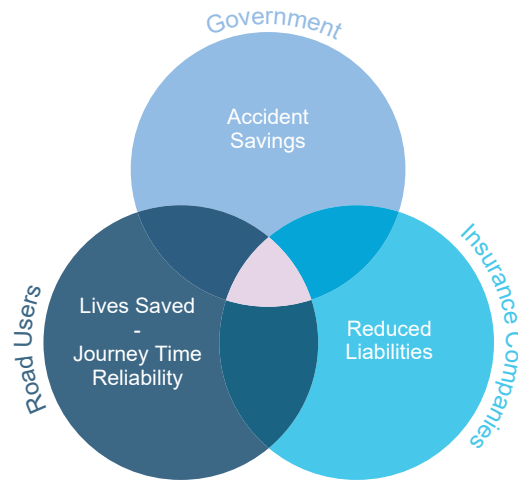 Government
Accident
Savings
Road Users
Lives Saved
-
Journey Time
Reliability
Reduced
Liabilities
Insurance Companies